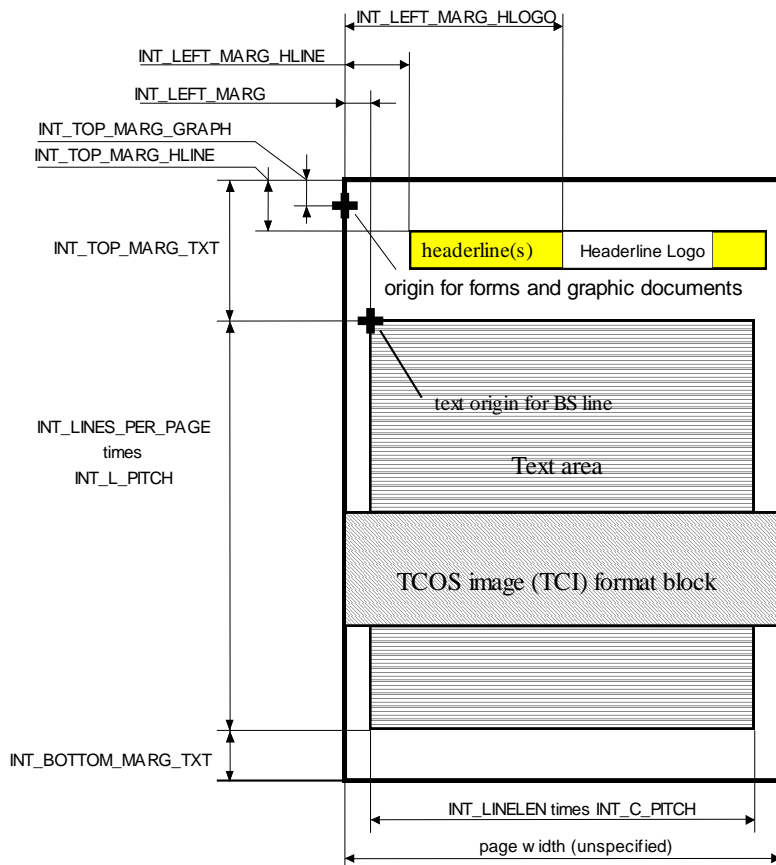 INT_LEFT_MARG_HLOGO
INT_LEFT_MARG_HLINE
INT_LEFT_MARG
INT_TOP_MARG_GRAPH
INT_TOP_MARG_HLINE
INT_TOP_MARG_TXT
headerline(s)
Headerline Logo
origin for forms and graphic documents
text origin for BS line
INT_LINES_PER_PAGE
times
INT_L_PITCH
Text area
TCOS image (TCI) format block
INT_BOTTOM_MARG_TXT
INT_LINELEN times INT_C_PITCH
page width (unspecified)